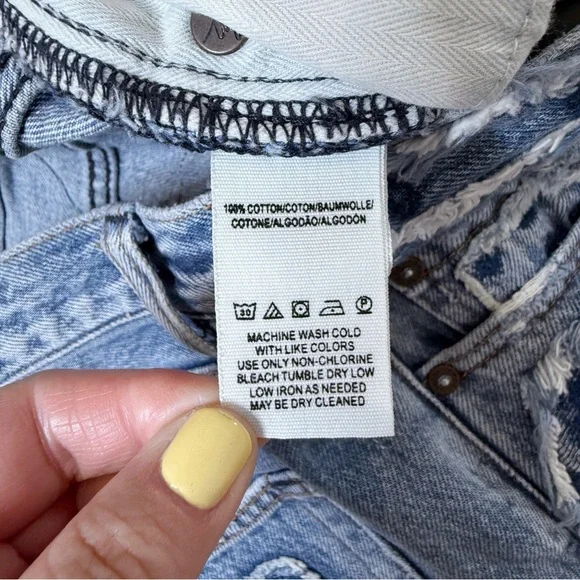 100% COTTON/COTON/BAUMWOLLE/
COTONE/ALGODÃO/ALGODÓN
30
P
MACHINE WASH COLD
WITH LIKE COLORS
USE ONLY NON-CHLORINE
BLEACH TUMBLE DRY LOW
LOW IRON AS NEEDED
MAY BE DRY CLEANED